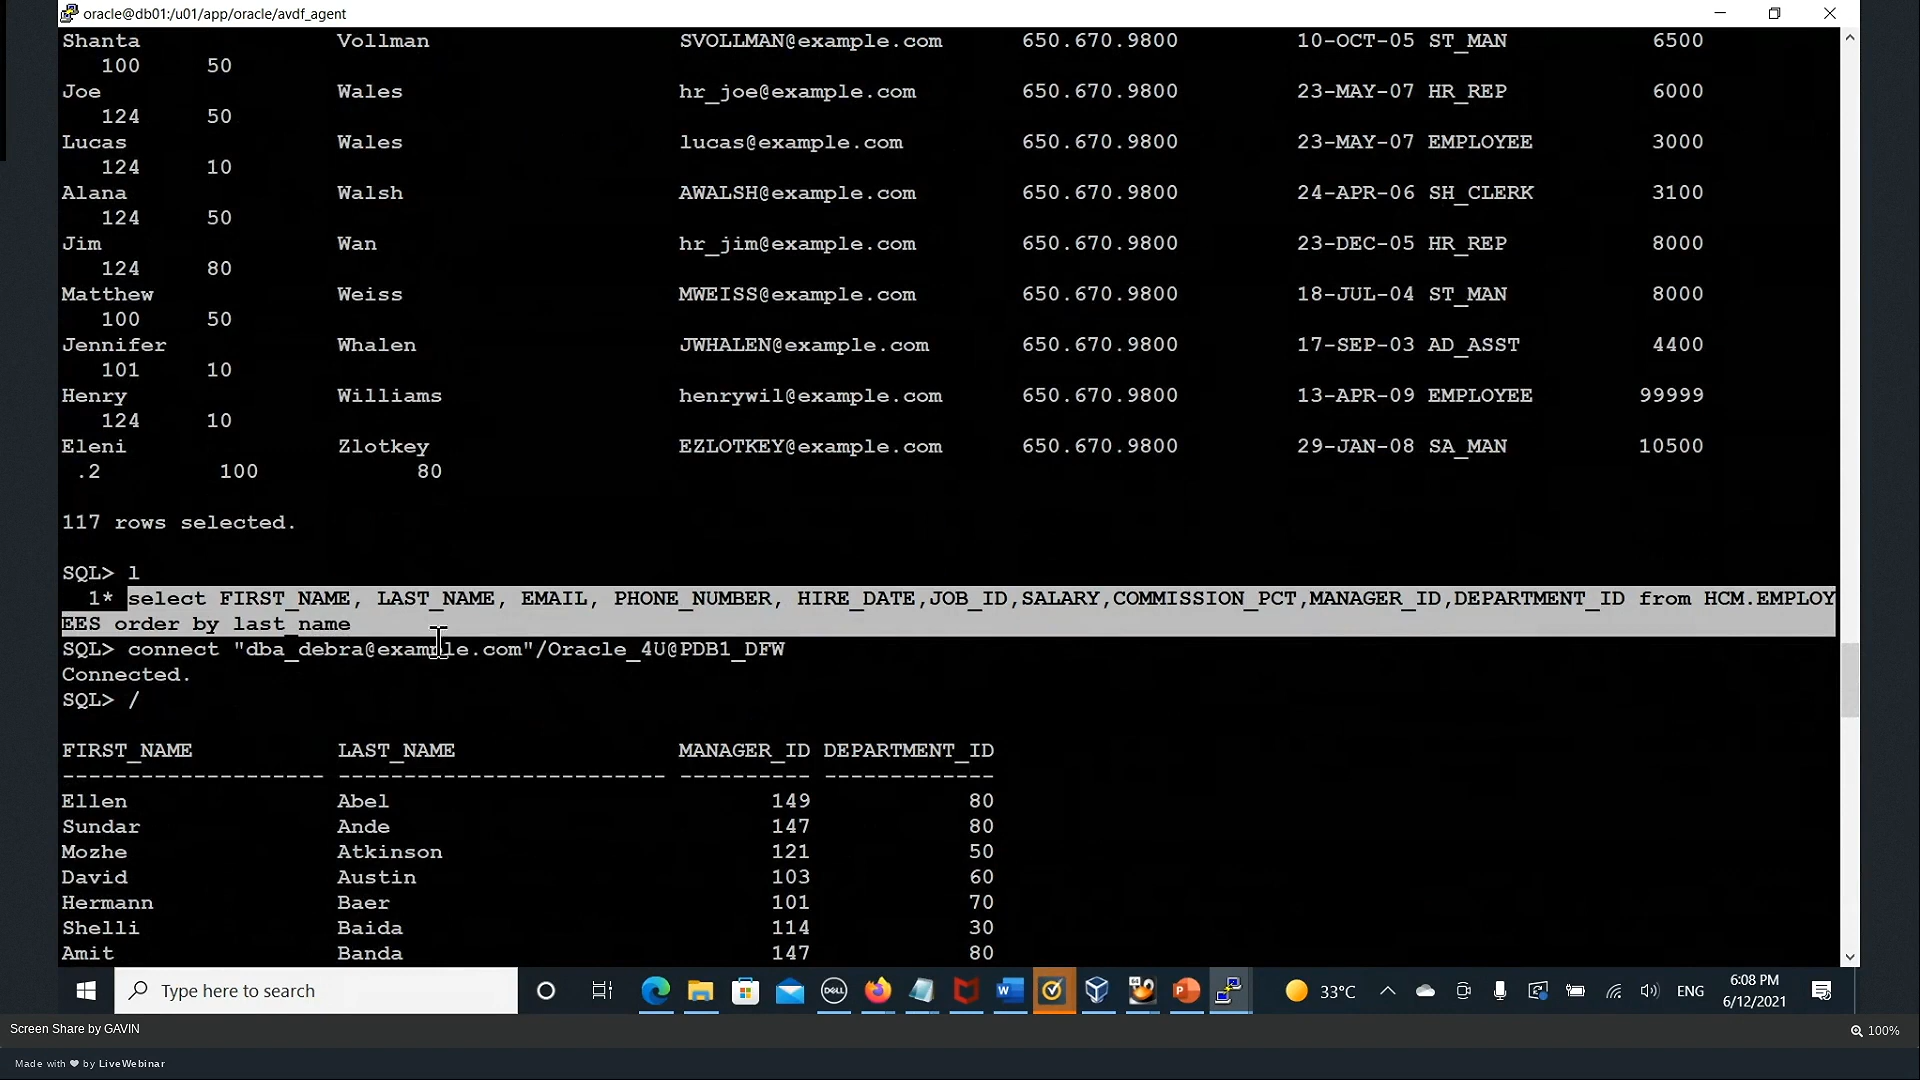 oracle@db01:/u01/app/oracle/avdf_agent
Shanta Vollman SVOLLMAN@example.com 650.670.9800 10-OCT-05 ST_MAN 6500
100 50
Joe Wales hr_joe@example.com 650.670.9800 23-MAY-07 HR_REP 6000
124 50
Lucas Wales lucas@example.com 650.670.9800 23-MAY-07 EMPLOYEE 3000
124 10
Alana Walsh AWALSH@example.com 650.670.9800 24-APR-06 SH_CLERK 3100
124 50
Jim Wan hr_jim@example.com 650.670.9800 23-DEC-05 HR_REP 8000
124 80
Matthew Weiss MWEISS@example.com 650.670.9800 18-JUL-04 ST_MAN 8000
100 50
Jennifer Whalen JWHALEN@example.com 650.670.9800 17-SEP-03 AD_ASST 4400
101 10
Henry Williams henrywil@example.com 650.670.9800 13-APR-09 EMPLOYEE 99999
124 10
Eleni Zlotkey EZLOTKEY@example.com 650.670.9800 29-JAN-08 SA_MAN 10500
.2 100 80
117 rows selected.
SQL> l
1* select FIRST_NAME, LAST_NAME, EMAIL, PHONE_NUMBER, HIRE_DATE,JOB_ID,SALARY,COMMISSION_PCT,MANAGER_ID,DEPARTMENT_ID from HCM.EMPLOY
EES order by last_name
SQL> connect "dba_debra@example.com"/Oracle_4U@PDB1_DFW
Connected.
SQL> /
FIRST_NAME LAST_NAME MANAGER_ID DEPARTMENT_ID
-------------------- ------------------------- ---------- -------------
Ellen Abel 149 80
Sundar Ande 147 80
Mozhe Atkinson 121 50
David Austin 103 60
Hermann Baer 101 70
Shelli Baida 114 30
Amit Banda 147 80
Type here to search
DELL
33°C
ENG
6:08 PM
6/12/2021
Screen Share by GAVIN
100%
Made with ❤ by LiveWebinar